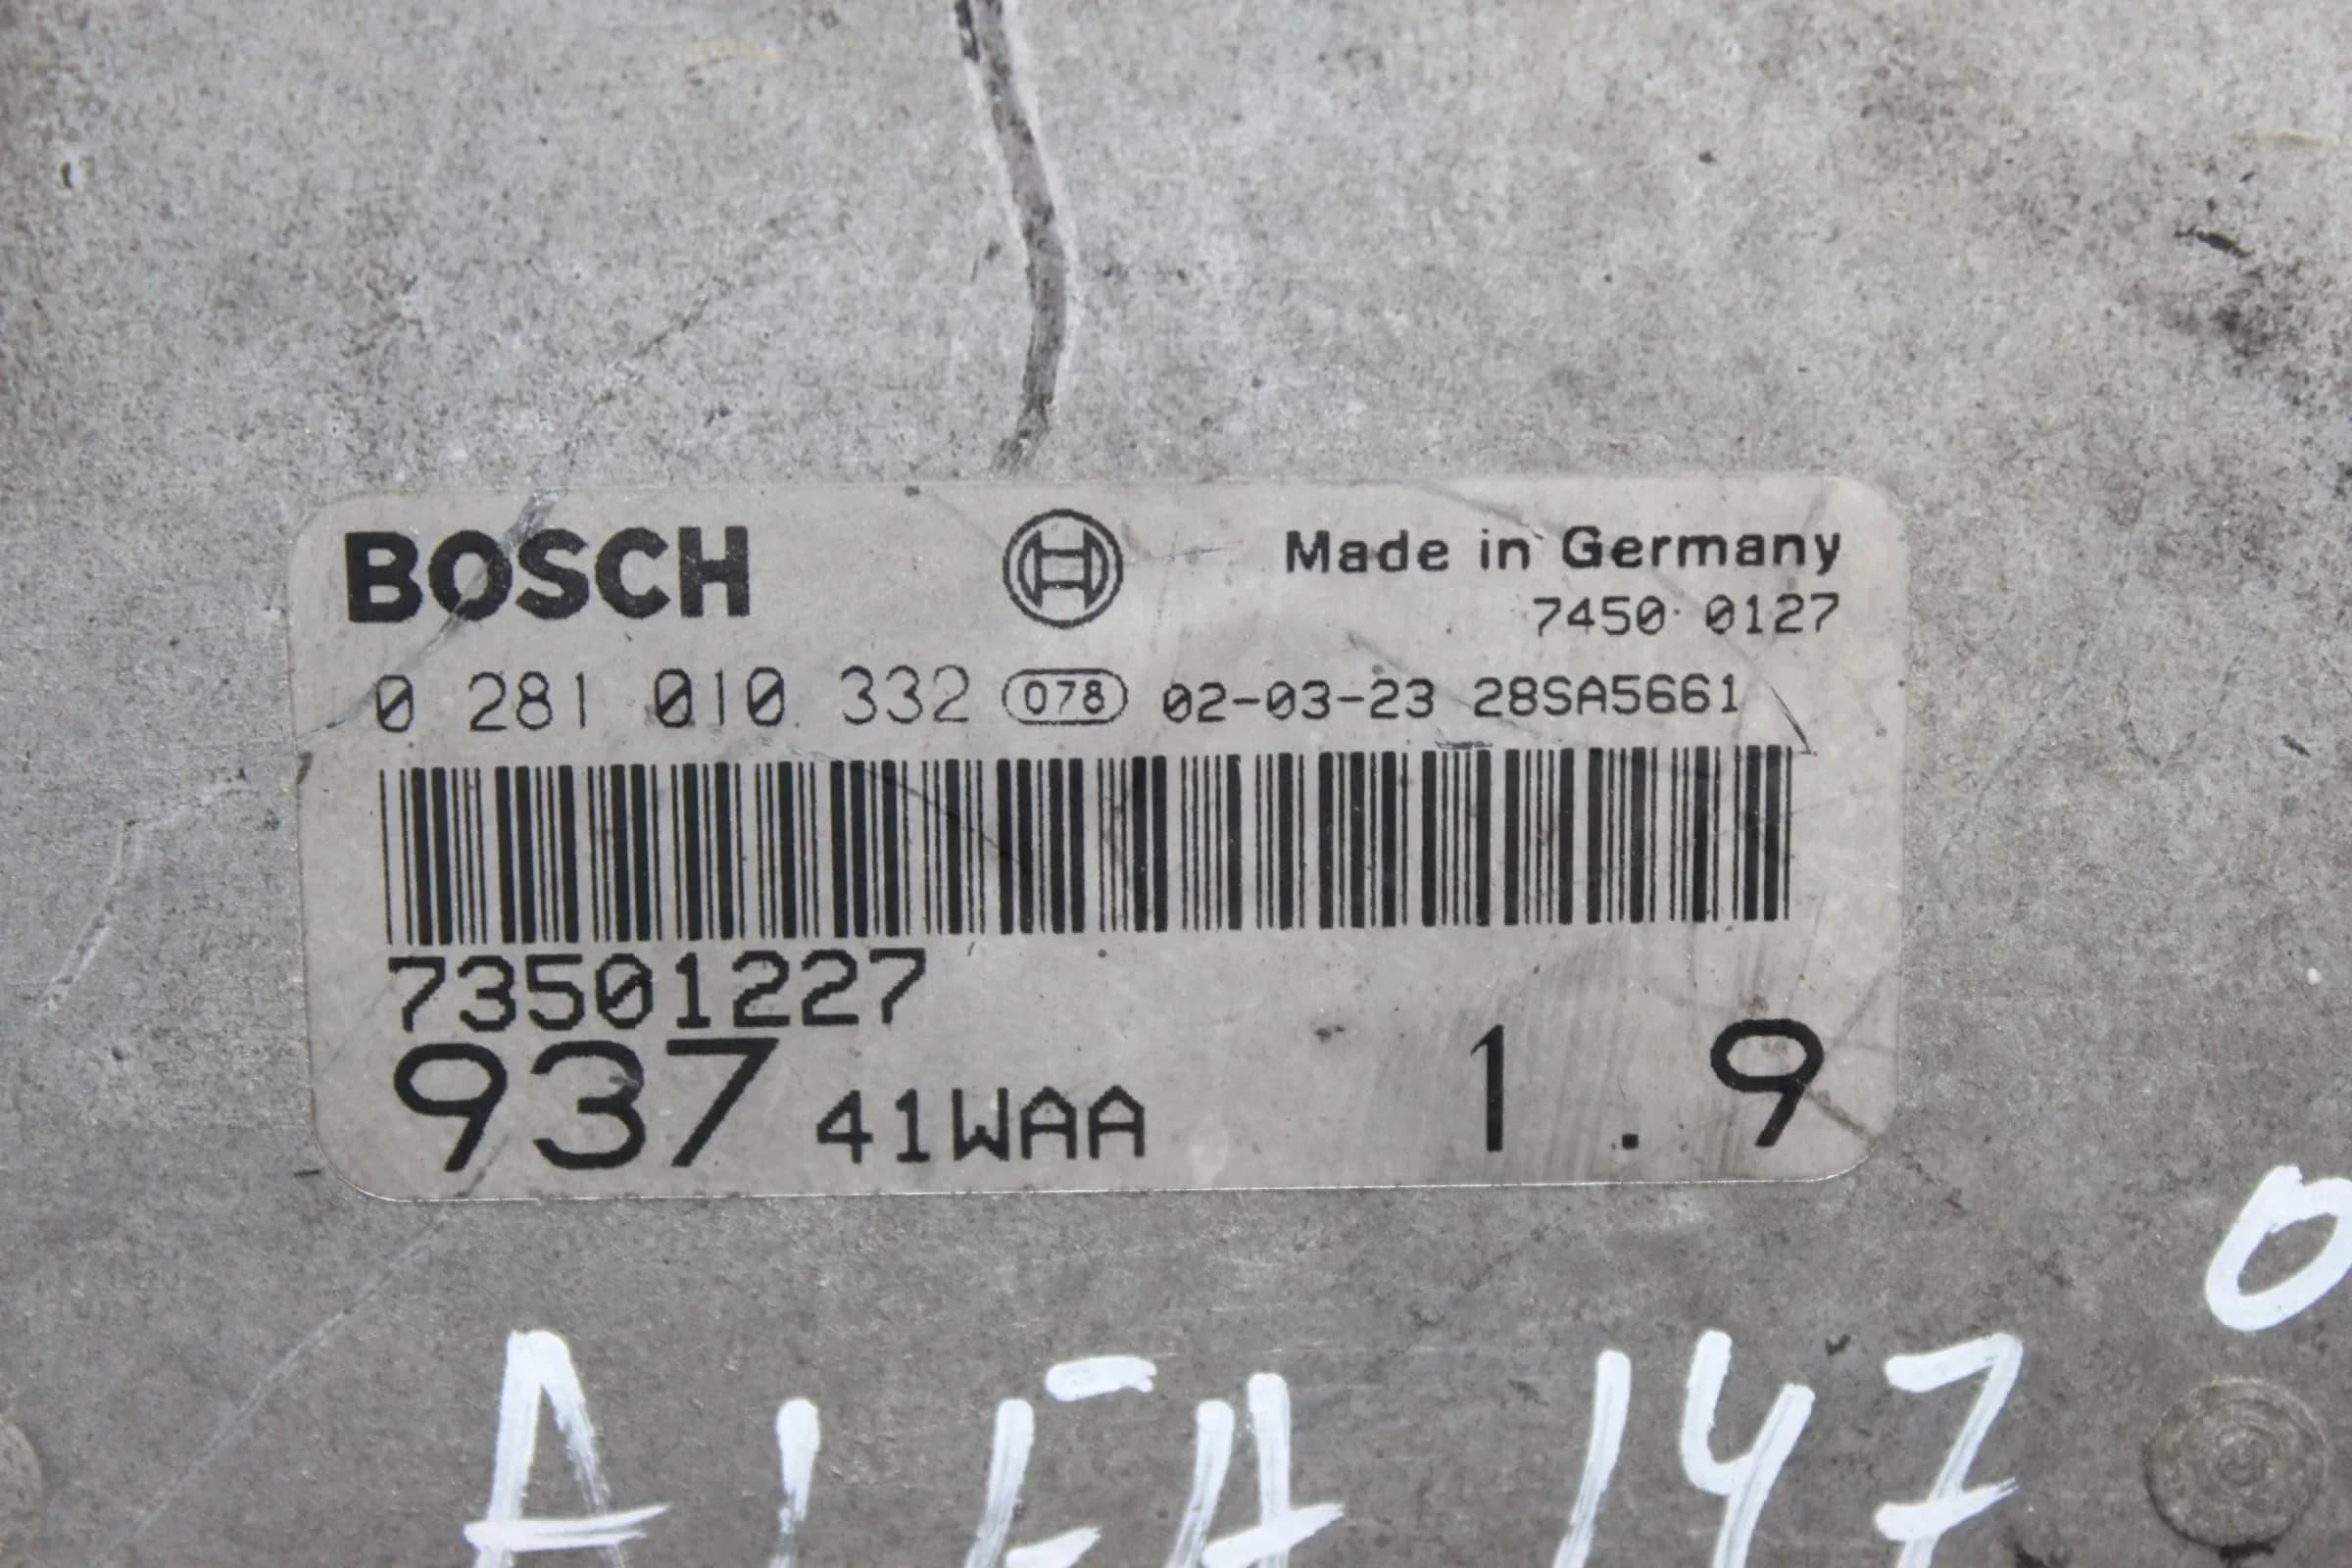 BOSCH
Made in Germany
7450 0127
0 281 010 332 078 02-03-23 28SA5661
73501227
937 41WAA 1.9
0
ALFA 147